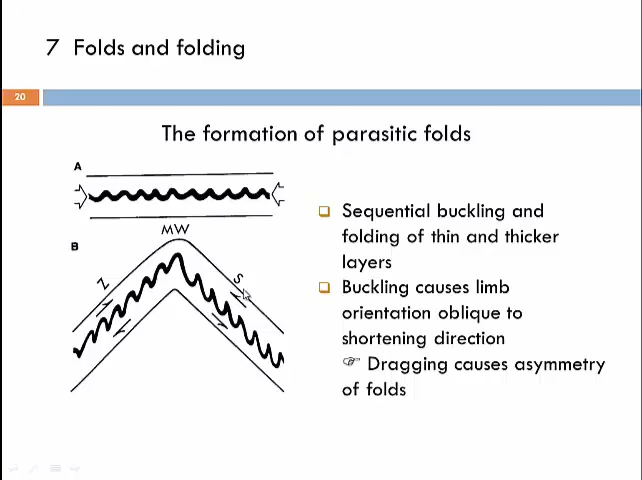 7 Folds and folding
20
The formation of parasitic folds
A
B
MW
Z
S
❑ Sequential buckling and
folding of thin and thicker
layers
❑ Buckling causes limb
orientation oblique to
shortening direction
☞ Dragging causes asymmetry
of folds